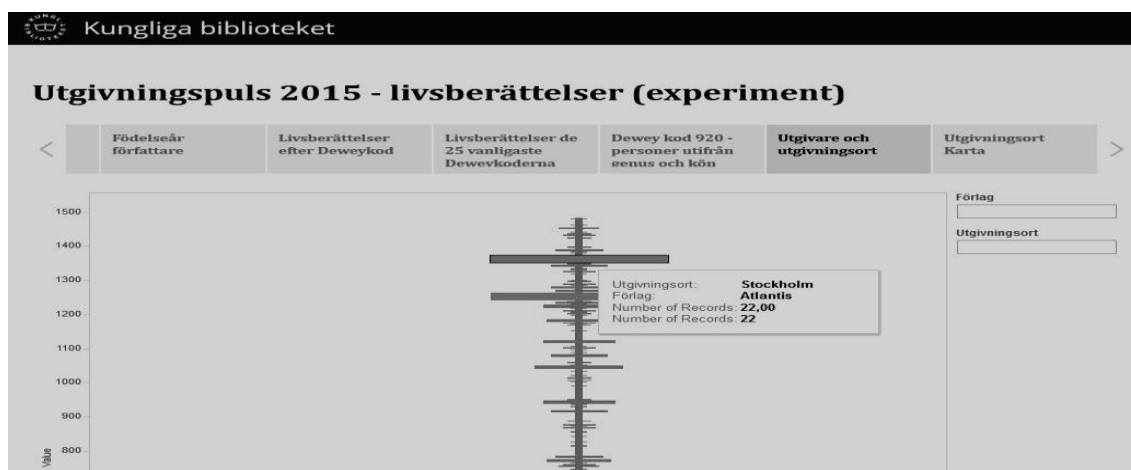 KUNGL.
BIBLIOTEKET
Kungliga biblioteket
Utgivningspuls 2015 - livsberättelser (experiment)
<
Födelseår
författare
Livsberättelser
efter Deweykod
Livsberättelser de
25 vanligaste
Deweykoderna
Dewey kod 920 -
personer utifrån
genus och kön
Utgivare och
utgivningsort
Utgivningsort
Karta
>
1500
1400
1300
1200
1100
1000
900
800
Value
Utgivningsort: Stockholm
Förlag: Atlantis
Number of Records: 22,00
Number of Records: 22
Förlag
Utgivningsort